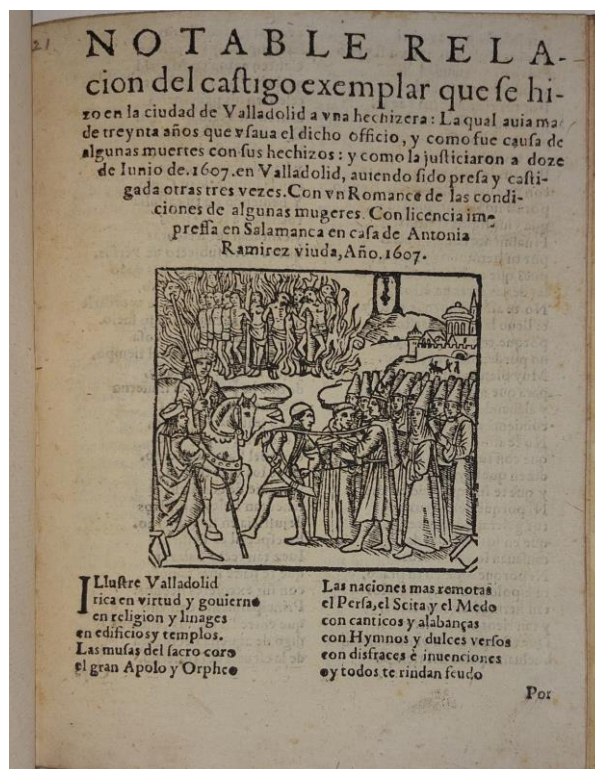 21
NOTABLE RELA-
cion del castigo exemplar que se hi-
zo en la ciudad de Valladolid a vna hechizera: La qual auia ma
de treynta años que vsaua el dicho officio, y como fue causa de
algunas muertes con sus hechizos: y como la justiciaron a doze
de Iunio de. 1607. en Valladolid, auiendo sido presa y casti-
gada otras tres vezes. Con vn Romance de las condi-
ciones de algunas mugeres. Con licencia im-
pressa en Salamanca en casa de Antonia
Ramirez viuda, Año. 1607.
ILlustre Valladolid
rica en virtud y gouierno
en religion y linages
en edificios y templos.
Las musas del sacro coro
el gran Apolo y Orpheo
Las naciones mas remotas
el Persa, el Scita y el Medo
con canticos y alabanças
con Hymnos y dulces versos
con disfraces è inuenciones
y todos te rindan feudo
Por